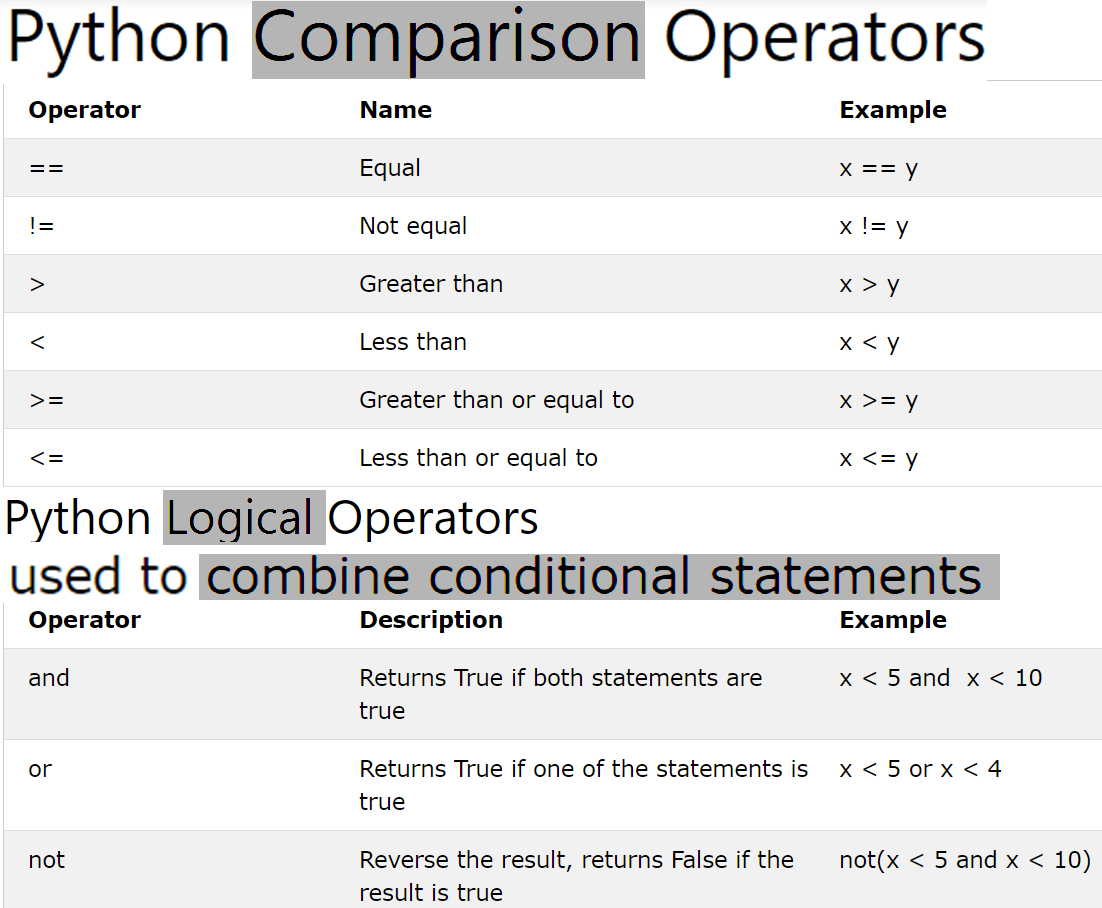 Python Comparison Operators
Operator Name Example
== Equal x == y
!= Not equal x != y
> Greater than x > y
< Less than x < y
>= Greater than or equal to x >= y
<= Less than or equal to x <= y
Python Logical Operators
used to combine conditional statements
Operator Description Example
and Returns True if both statements are x < 5 and  x < 10
true
or Returns True if one of the statements is x < 5 or x < 4
true
not Reverse the result, returns False if the not(x < 5 and x < 10)
result is true